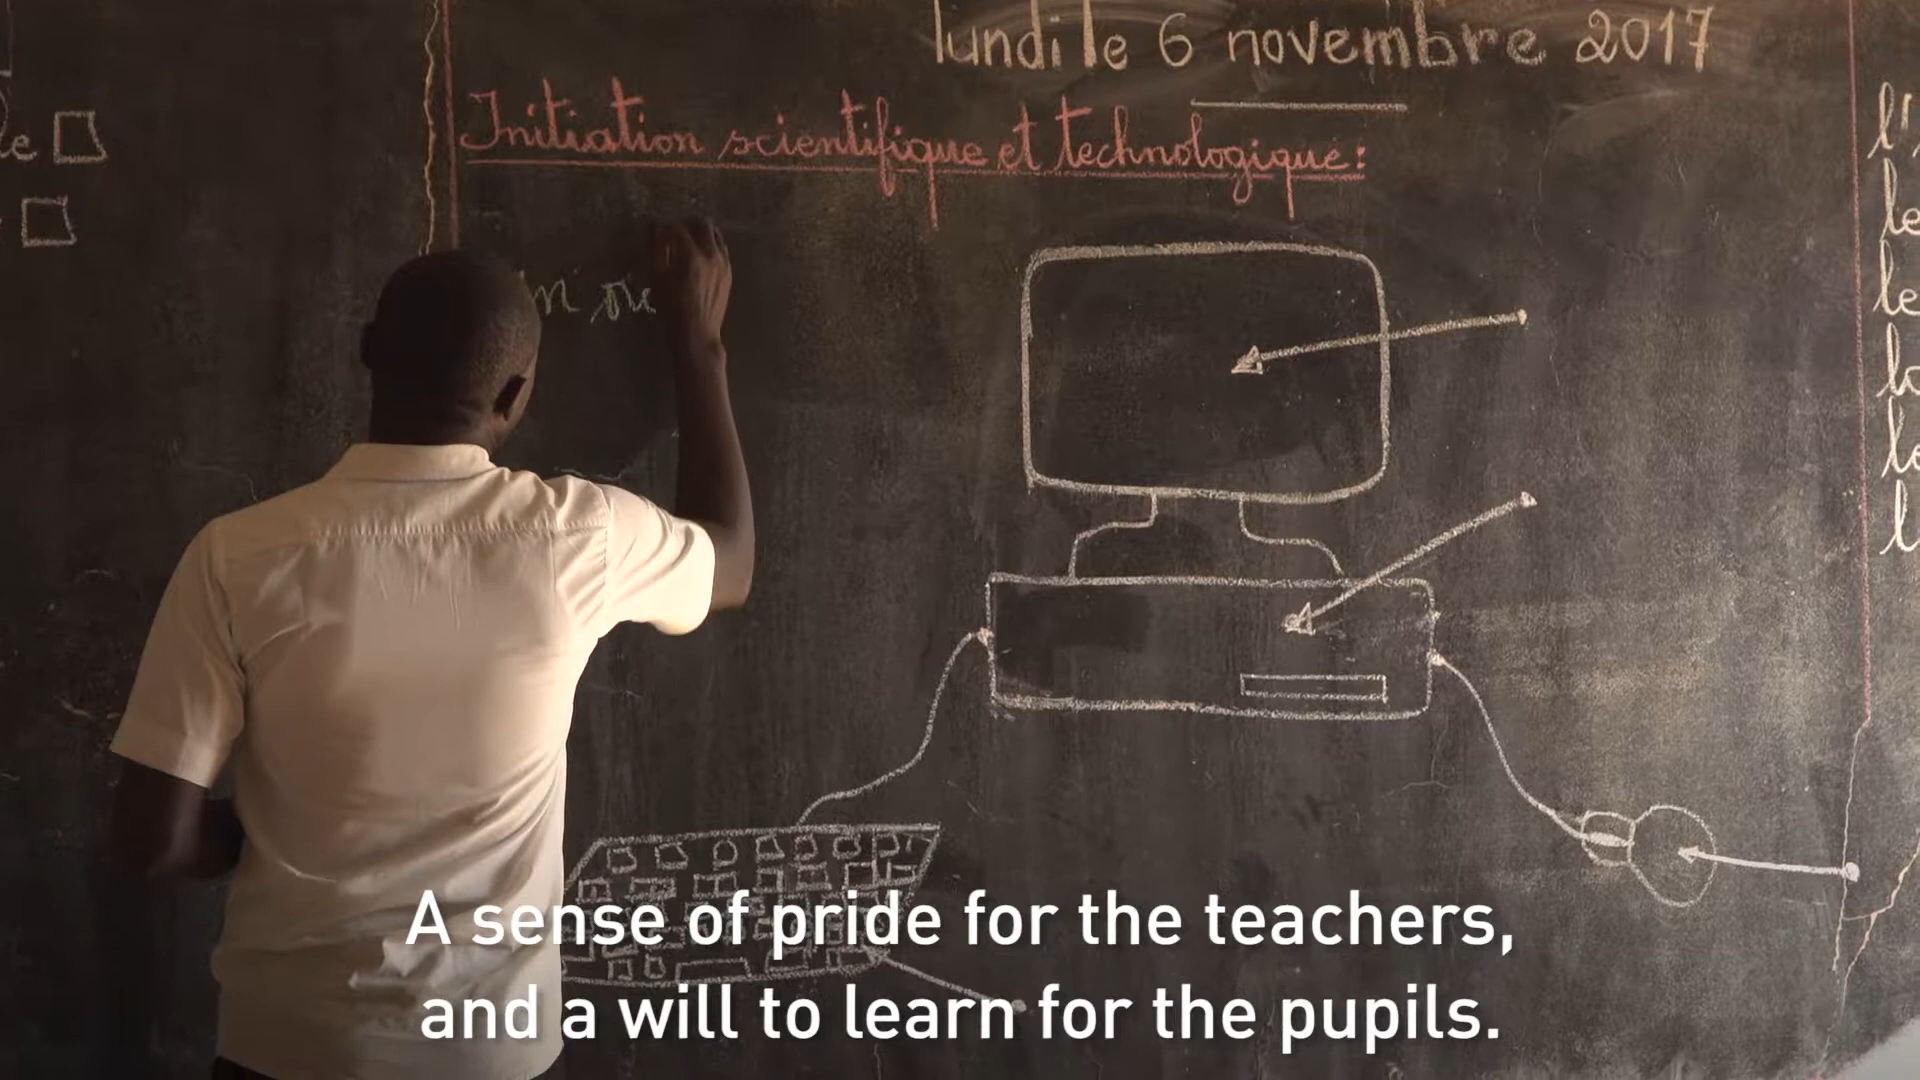 lundi le 6 novembre 2017
Initiation scientifique et technologique :
A sense of pride for the teachers,
and a will to learn for the pupils.